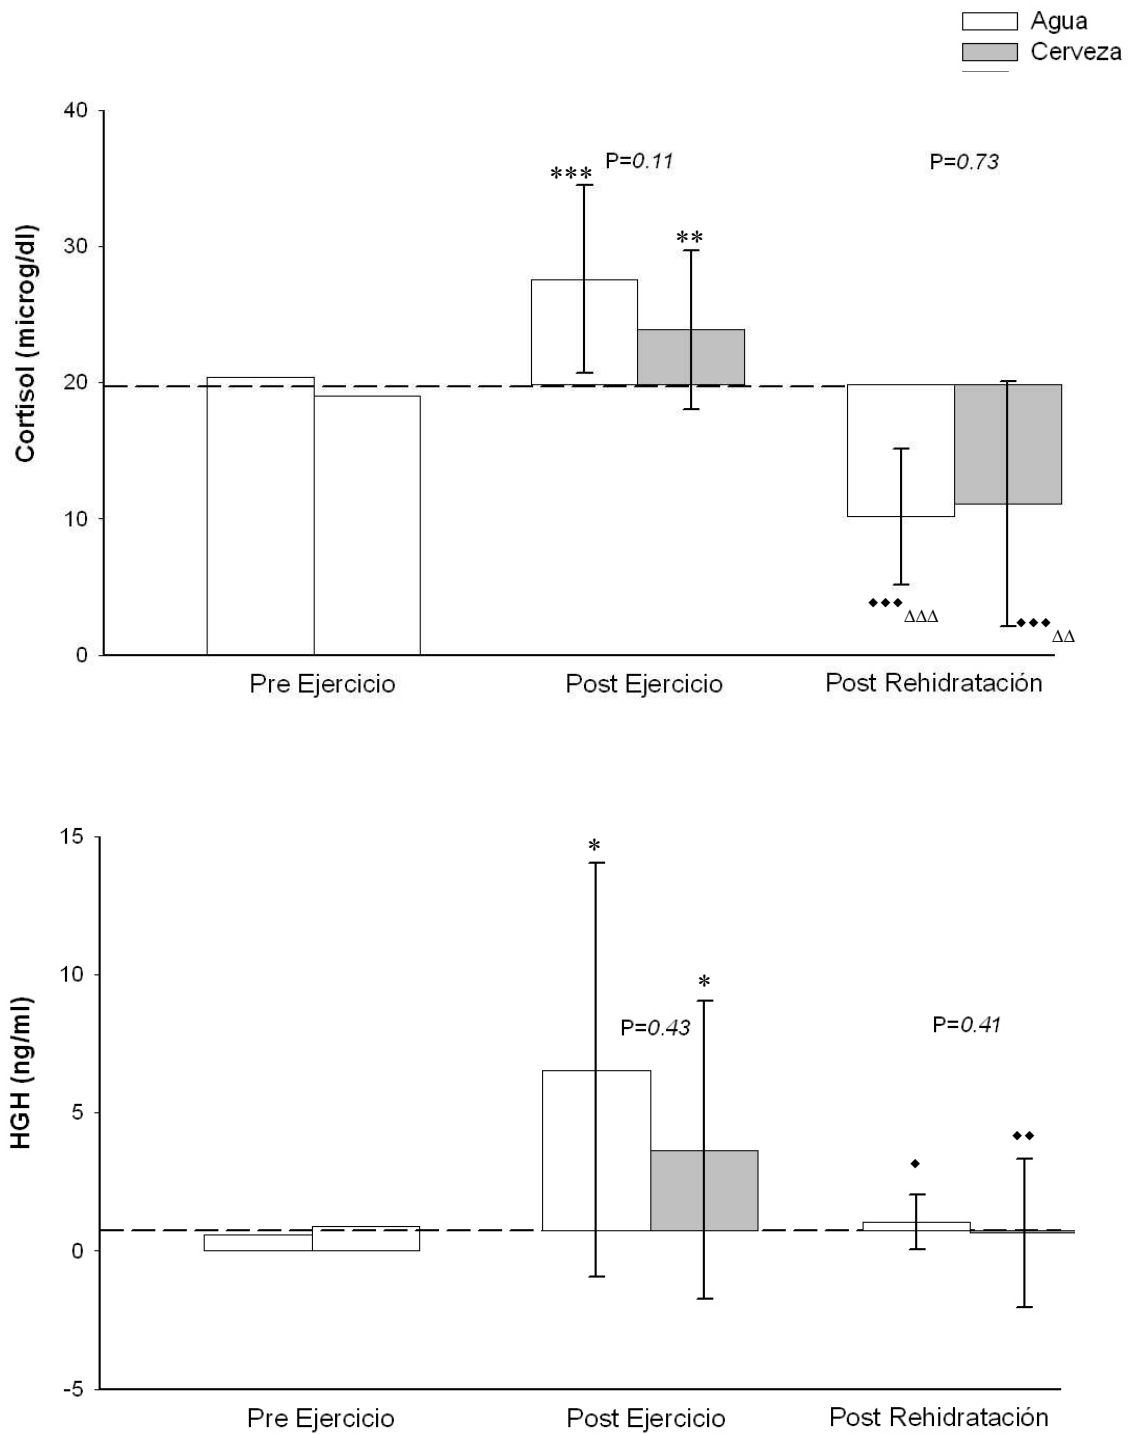 Agua
Cerveza
40
30
20
10
0
Cortisol (microg/dl)
*** P=0.11
**
P=0.73
♦♦♦ΔΔΔ
♦♦♦ΔΔ
Pre Ejercicio Post Ejercicio Post Rehidratación
15
10
5
0
-5
HGH (ng/ml)
*
*
P=0.43
P=0.41
♦
♦♦
Pre Ejercicio Post Ejercicio Post Rehidratación